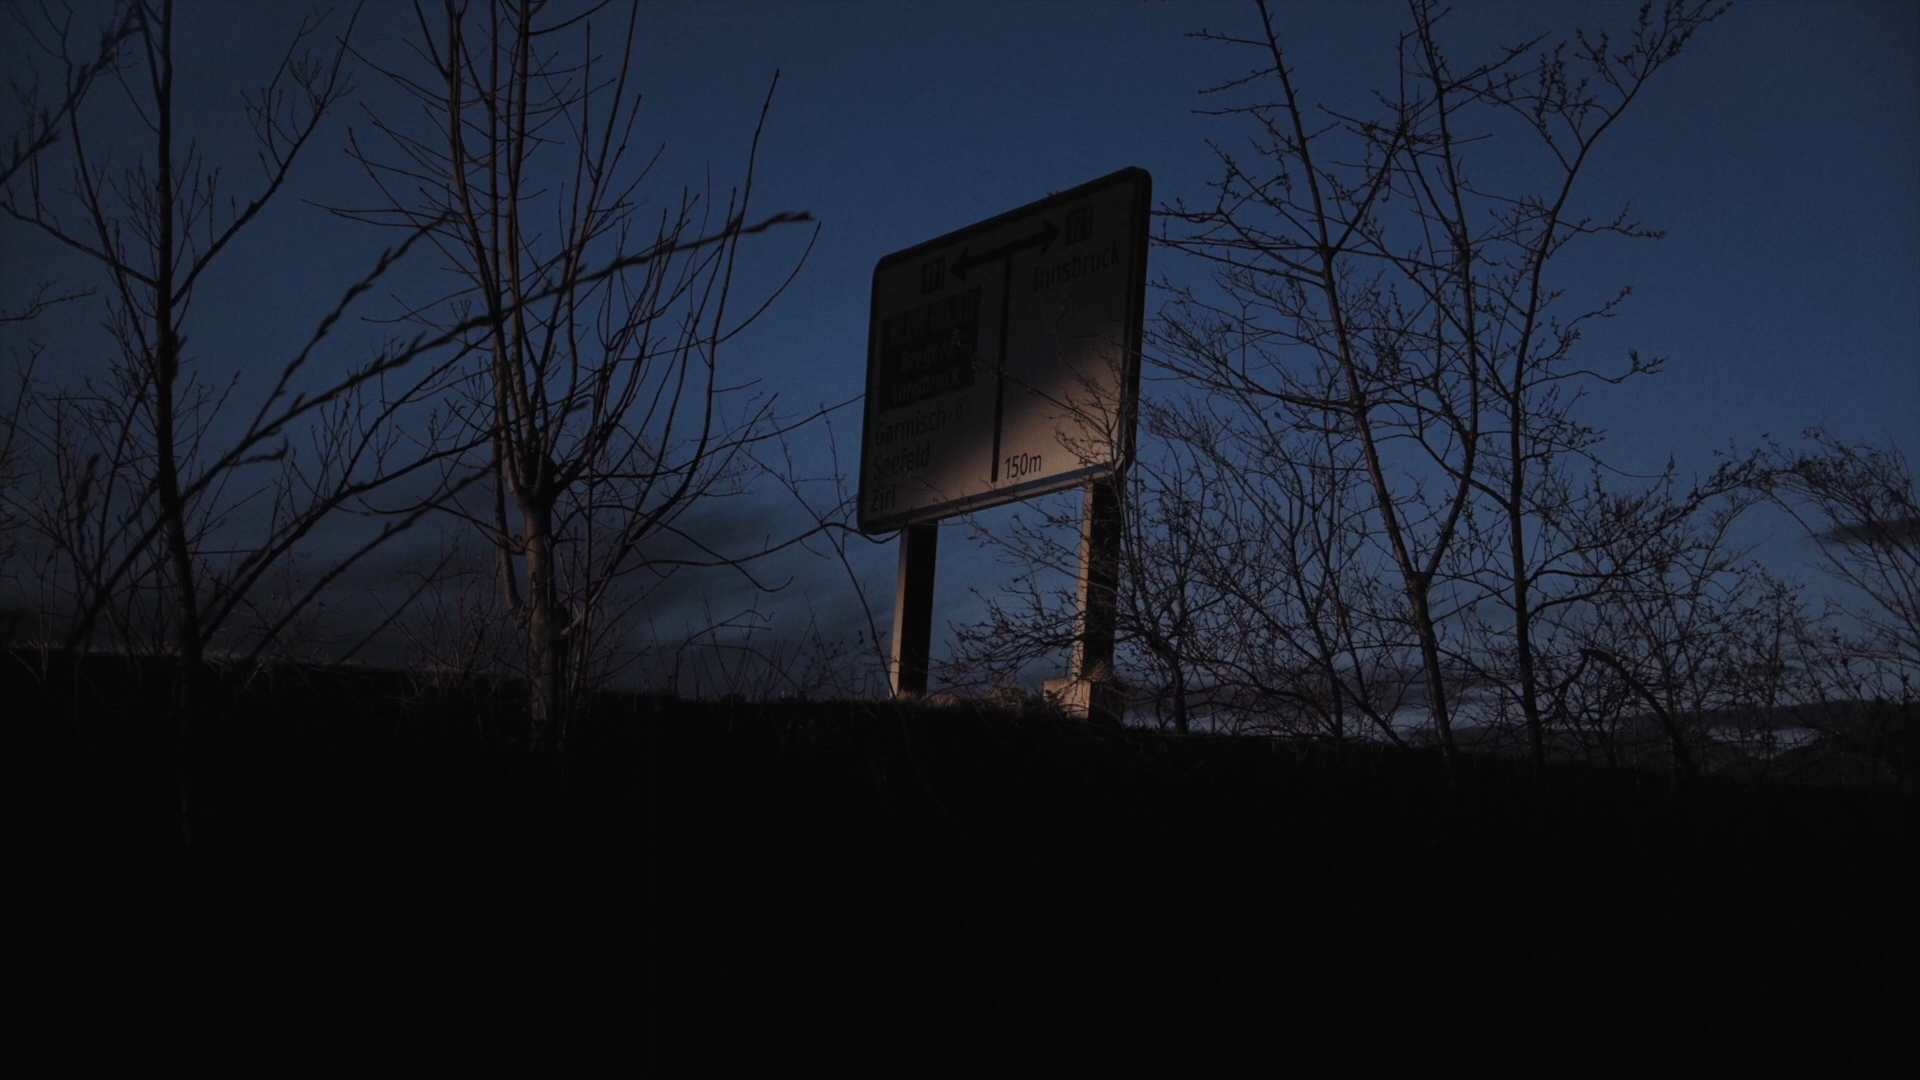 Innsbruck
Bregenz
Innsbruck
Garmisch (D)
Seefeld
Zirl
150m